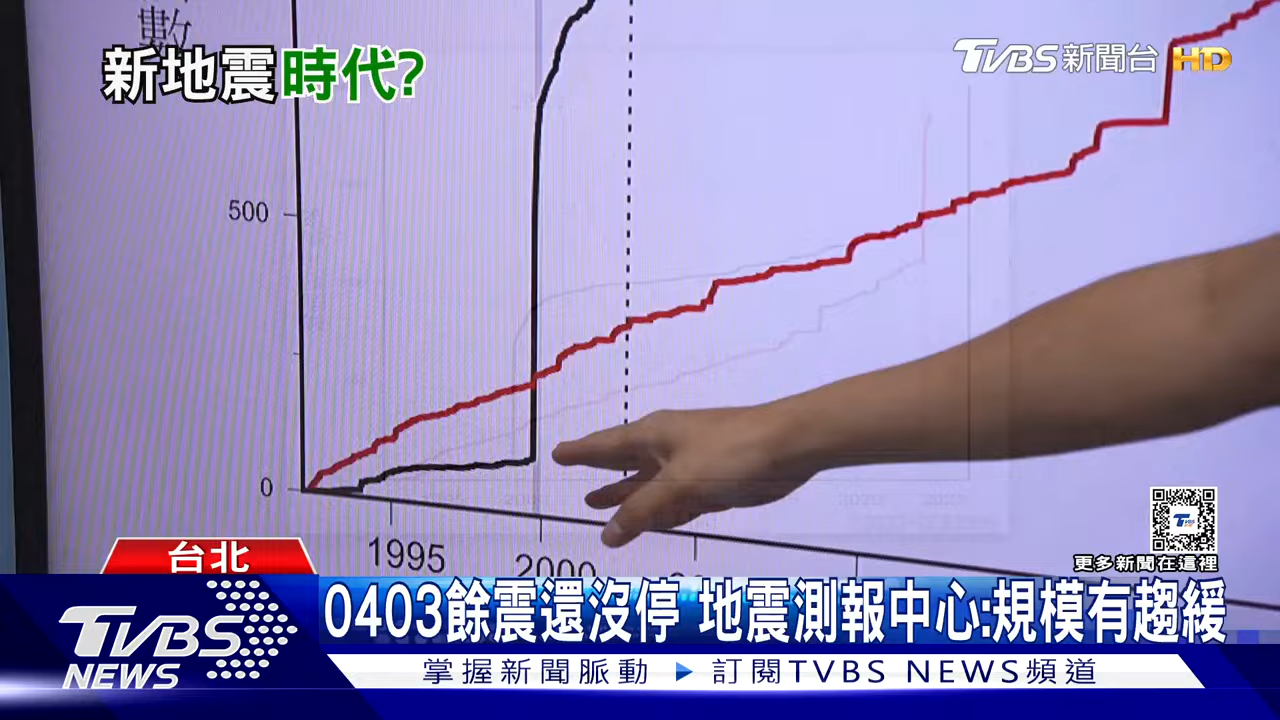 數
新地震時代?
TVBS新聞台 HD
500
0
1995
2000
更多新聞在這裡
台北
0403餘震還沒停 地震測報中心:規模有趨緩
TVBS NEWS
掌握新聞脈動 ▶ 訂閱TVBS NEWS頻道